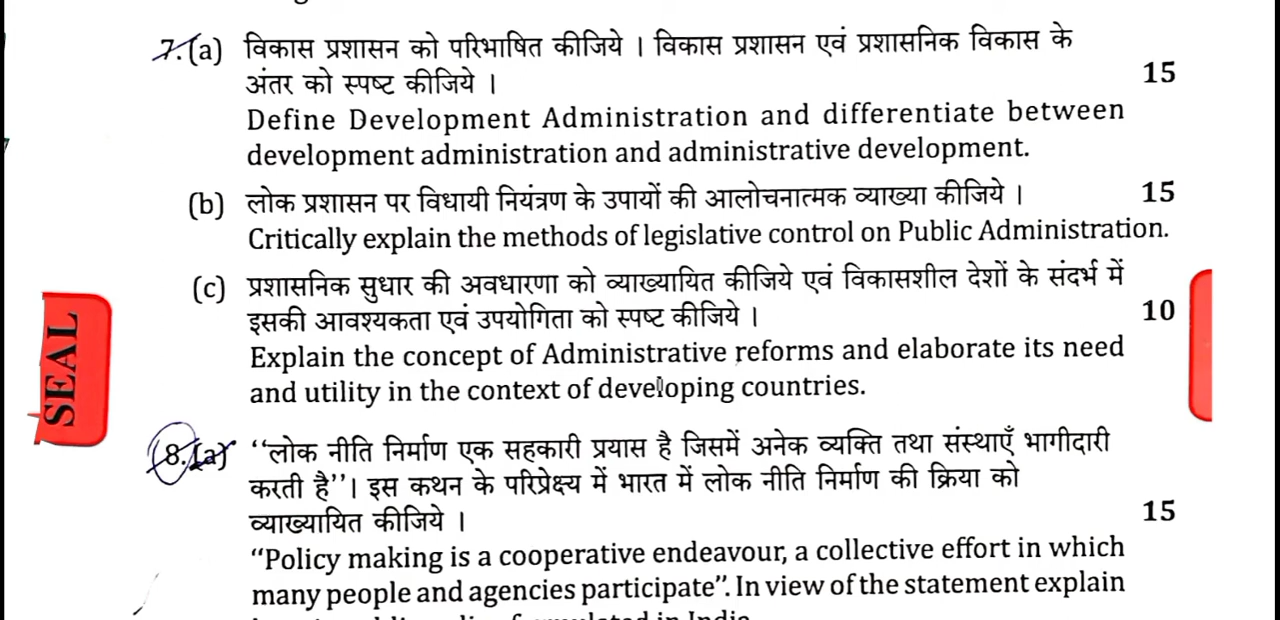 7.(a) विकास प्रशासन को परिभाषित कीजिये । विकास प्रशासन एवं प्रशासनिक विकास के
अंतर को स्पष्ट कीजिये ।
15
Define Development Administration and differentiate between
development administration and administrative development.
(b) लोक प्रशासन पर विधायी नियंत्रण के उपायों की आलोचनात्मक व्याख्या कीजिये । 15
Critically explain the methods of legislative control on Public Administration.
(c) प्रशासनिक सुधार की अवधारणा को व्याख्यायित कीजिये एवं विकासशील देशों के संदर्भ में
इसकी आवश्यकता एवं उपयोगिता को स्पष्ट कीजिये ।
10
Explain the concept of Administrative reforms and elaborate its need
and utility in the context of developing countries.
SEAL
8.(a) ‘‘लोक नीति निर्माण एक सहकारी प्रयास है जिसमें अनेक व्यक्ति तथा संस्थाएँ भागीदारी
करती है’’। इस कथन के परिप्रेक्ष्य में भारत में लोक नीति निर्माण की क्रिया को
व्याख्यायित कीजिये ।
15
“Policy making is a cooperative endeavour, a collective effort in which
many people and agencies participate”. In view of the statement explain
in India